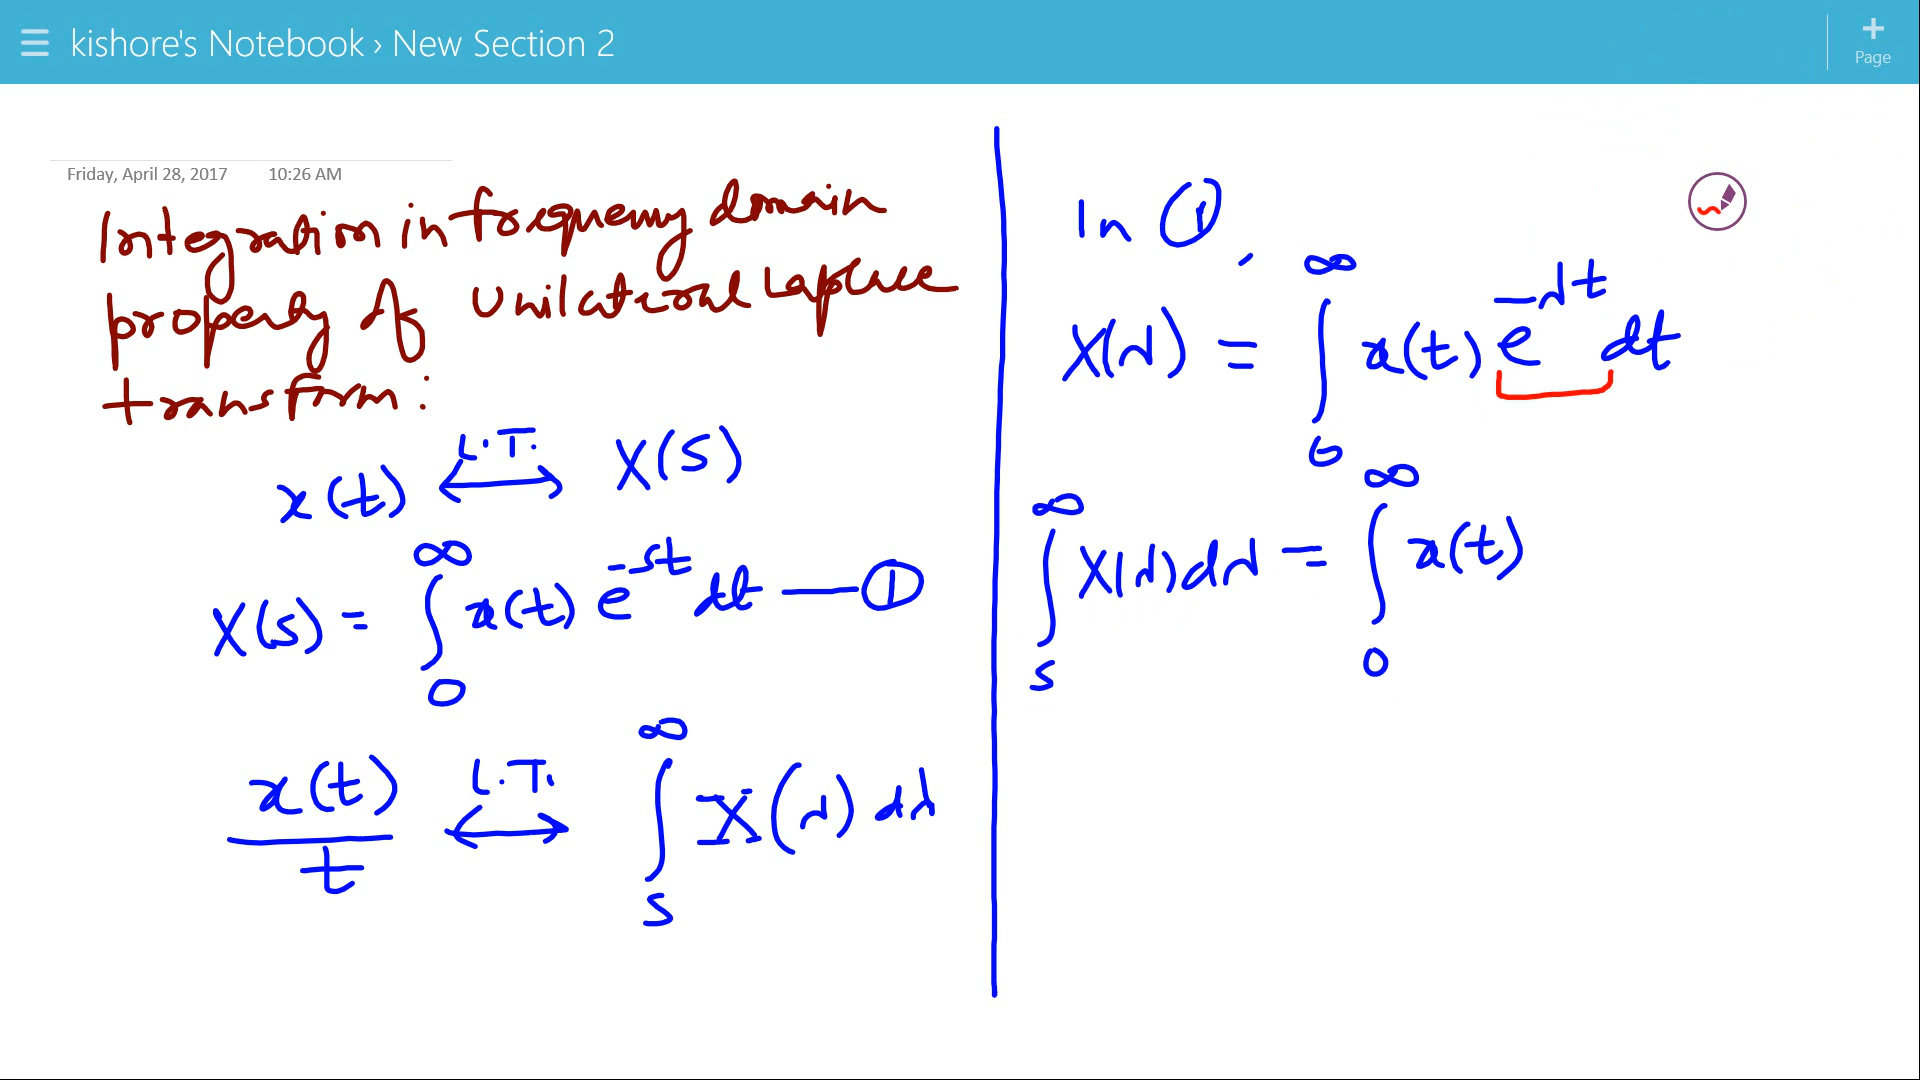 kishore's Notebook › New Section 2
Page
Friday, April 28, 2017 10:26 AM
Integration in frequency domain
property of Unilateral Laplace
transform:
x(t) ⟷ L.T. X(s)
X(s) = ∫₀^∞ x(t) e^{-st} dt — ①
x(t)/t ⟷ L.T. ∫ₛ^∞ X(λ) dλ
In ①,
X(λ) = ∫₀^∞ x(t) e^{-λt} dt
∫ₛ^∞ X(λ) dλ = ∫₀^∞ x(t)